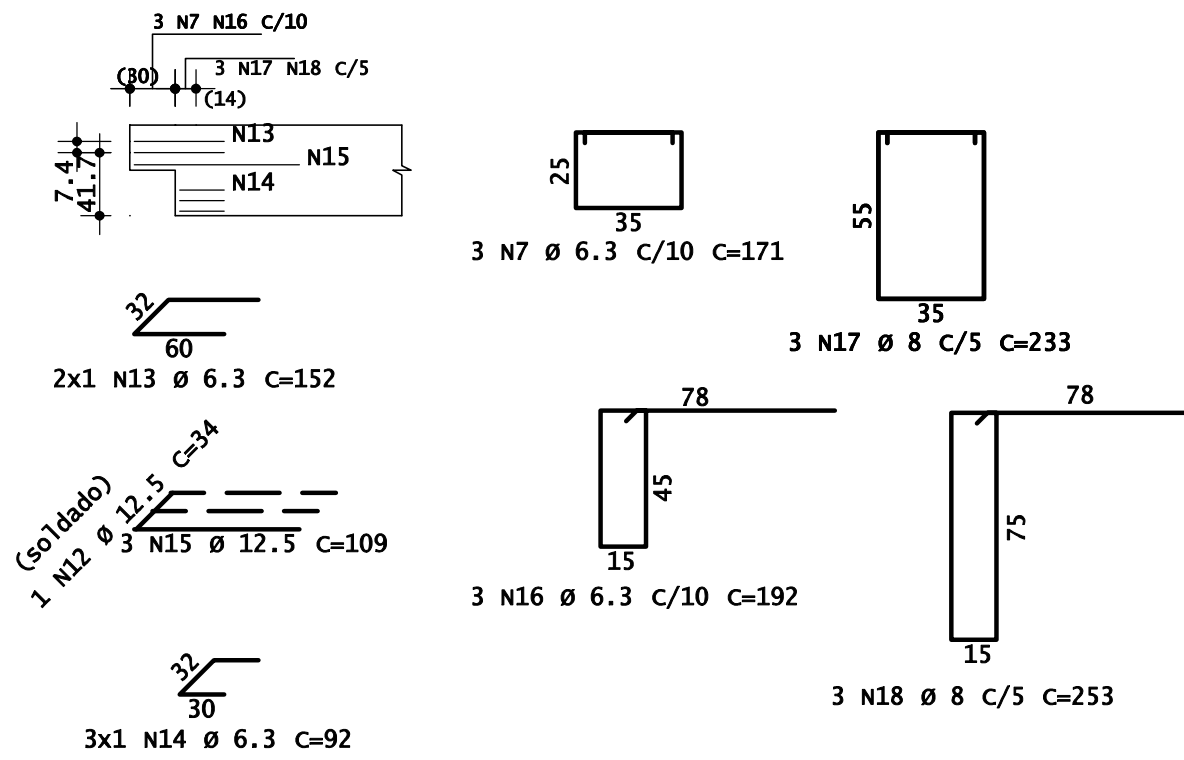 3 N7 N16 C/10
3 N17 N18 C/5
(30)
(14)
N13
N15
N14
7.4
41.7
25
35
3 N7 Ø 6.3 C/10 C=171
55
35
3 N17 Ø 8 C/5 C=233
32
60
2x1 N13 Ø 6.3 C=152
78
45
15
3 N16 Ø 6.3 C/10 C=192
78
75
15
3 N18 Ø 8 C/5 C=253
(soldado)
1 N12 Ø 12.5 C=34
3 N15 Ø 12.5 C=109
32
30
3x1 N14 Ø 6.3 C=92